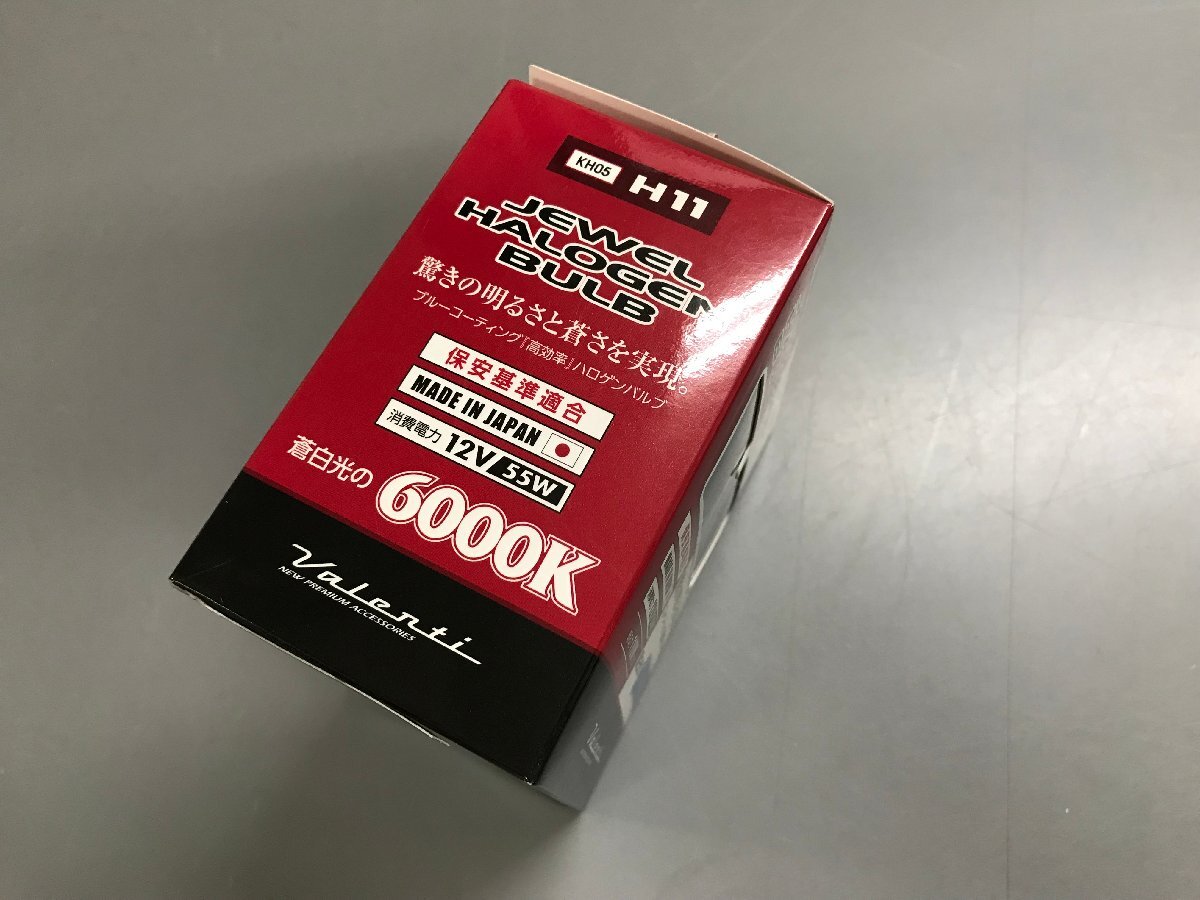 KH05 H11
JEWEL
HALOGEN
BULB
驚きの明るさと蒼さを実現。
ブルーコーティング『高効率』ハロゲンバルブ
保安基準適合
MADE IN JAPAN
消費電力 12V/55W
蒼白光の 6000K
Valenti
NEW PREMIUM ACCESSORIES